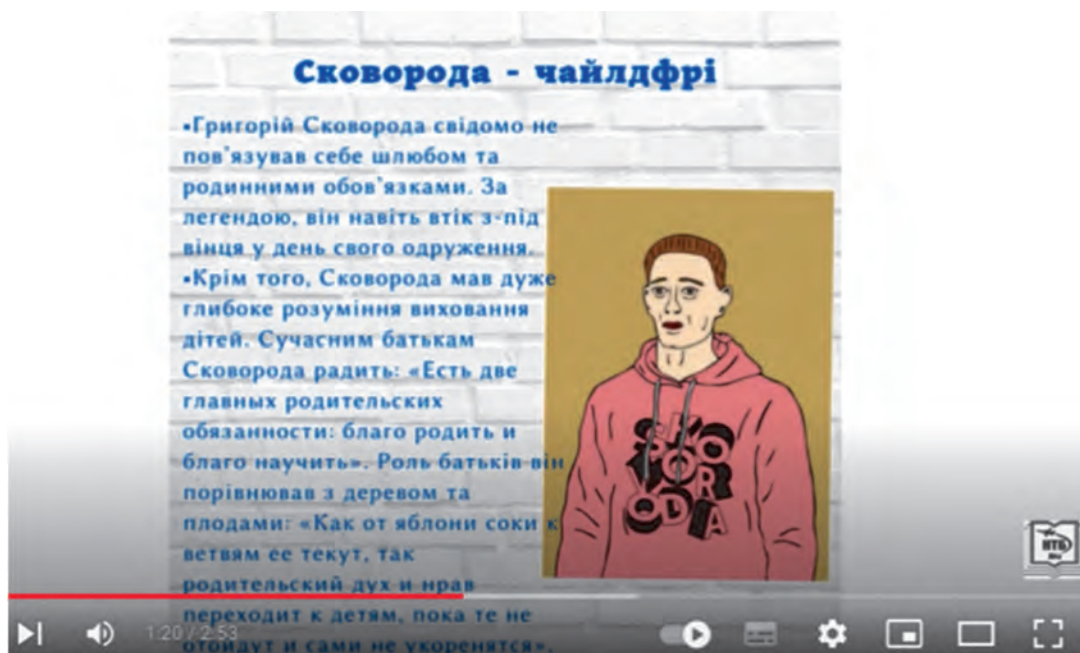 Сковорода - чайлдфрі
•Григорій Сковорода свідомо не
пов'язував себе шлюбом та
родинними обов'язками. За
легендою, він навіть втік з-під
вінця у день свого одруження.
•Крім того, Сковорода мав дуже
глибоке розуміння виховання
дітей. Сучасним батькам
Сковорода радить: «Есть две
главных родительских
обязанности: благо родить и
благо научить». Роль батьків він
порівнював з деревом та
плодами: «Как от яблони соки к
ветвям ее текут, так
родительский дух и нрав
переходит к детям, пока те не
отойдут и сами не укоренятся».
SKO
VOR
ODA
НТБ
1:20 / 2:53